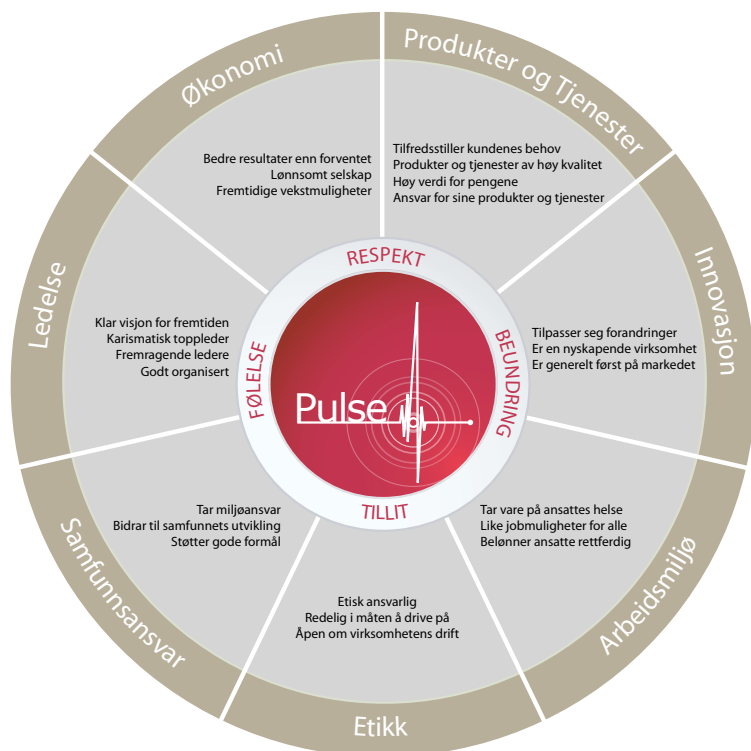 Produkter og Tjenester
Tilfredsstiller kundenes behov
Produkter og tjenester av høy kvalitet
Høy verdi for pengene
Ansvar for sine produkter og tjenester
Innovasjon
Tilpasser seg forandringer
Er en nyskapende virksomhet
Er generelt først på markedet
Arbeidsmiljø
Tar vare på ansattes helse
Like jobmuligheter for alle
Belønner ansatte rettferdig
Etikk
Etisk ansvarlig
Redelig i måten å drive på
Åpen om virksomhetens drift
Samfunnsansvar
Tar miljøansvar
Bidrar til samfunnets utvikling
Støtter gode formål
Ledelse
Klar visjon for fremtiden
Karismatisk toppleder
Fremragende ledere
Godt organisert
Økonomi
Bedre resultater enn forventet
Lønnsomt selskap
Fremtidige vekstmuligheter
RESPEKT
BEUNDRING
TILLIT
FØLELSE
Pulse